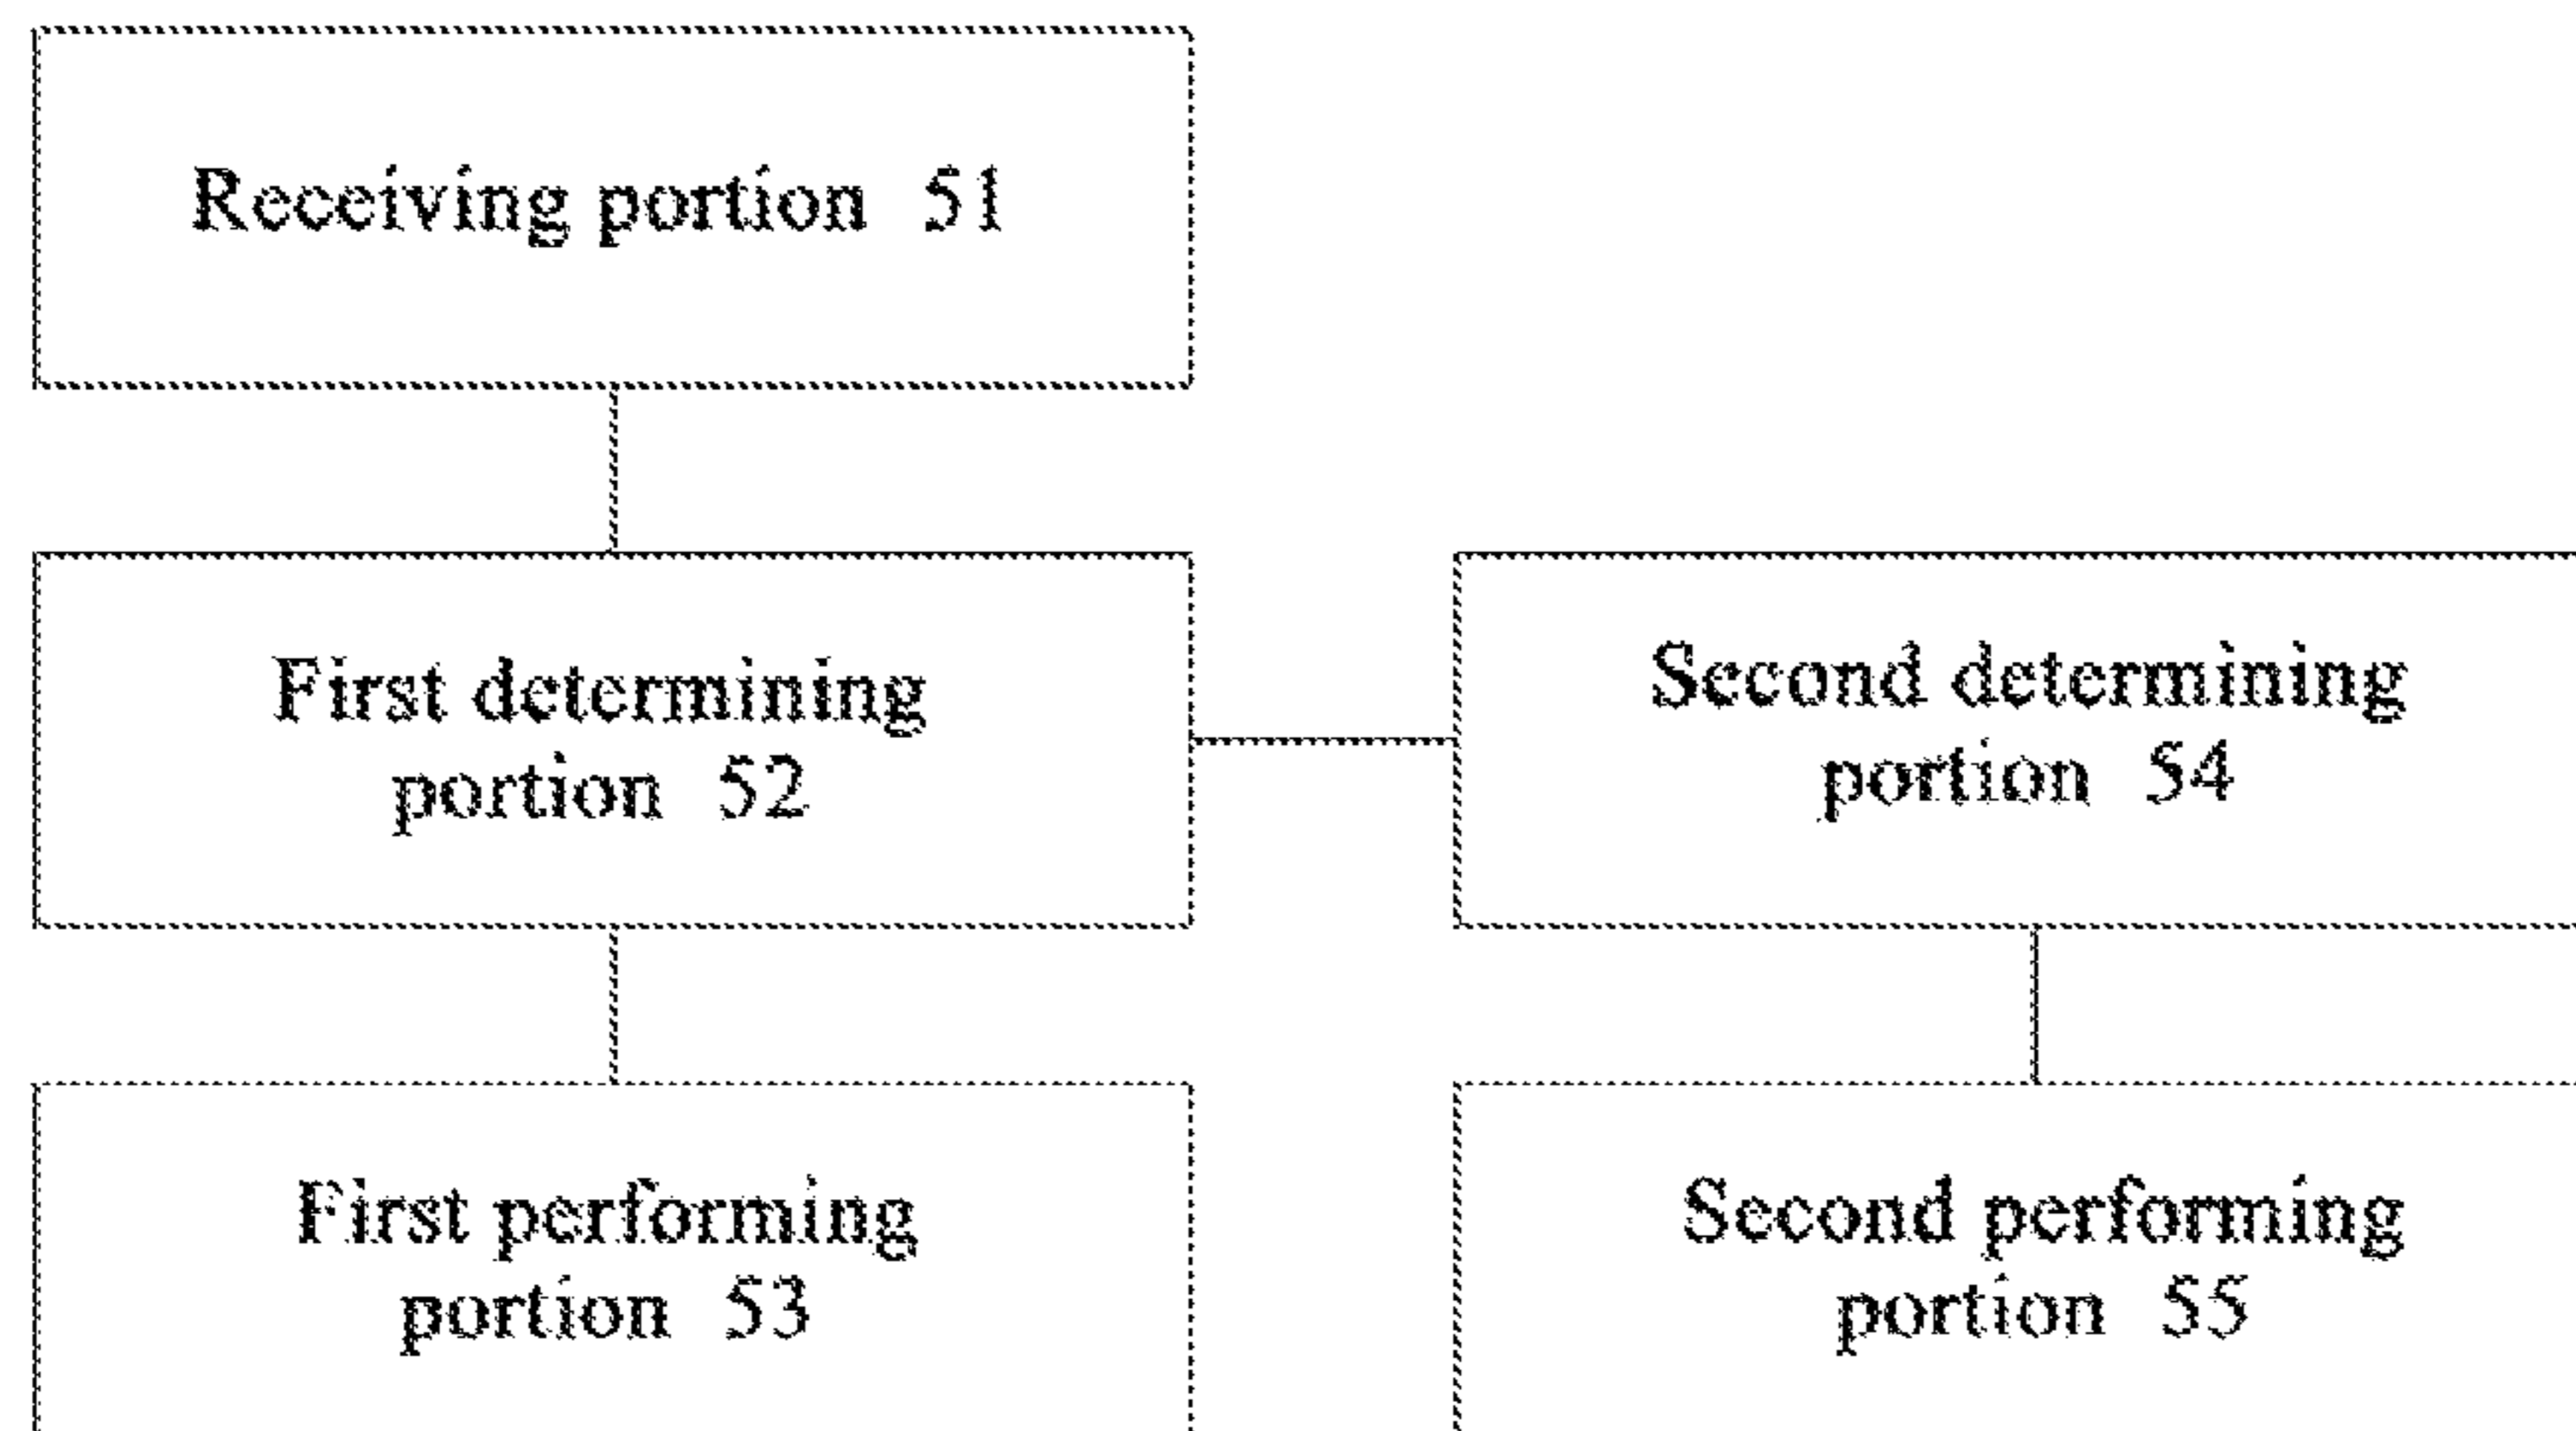 Receiving portion 51
First determining
portion 52
Second determining
portion 54
First performing
portion 53
Second performing
portion 55